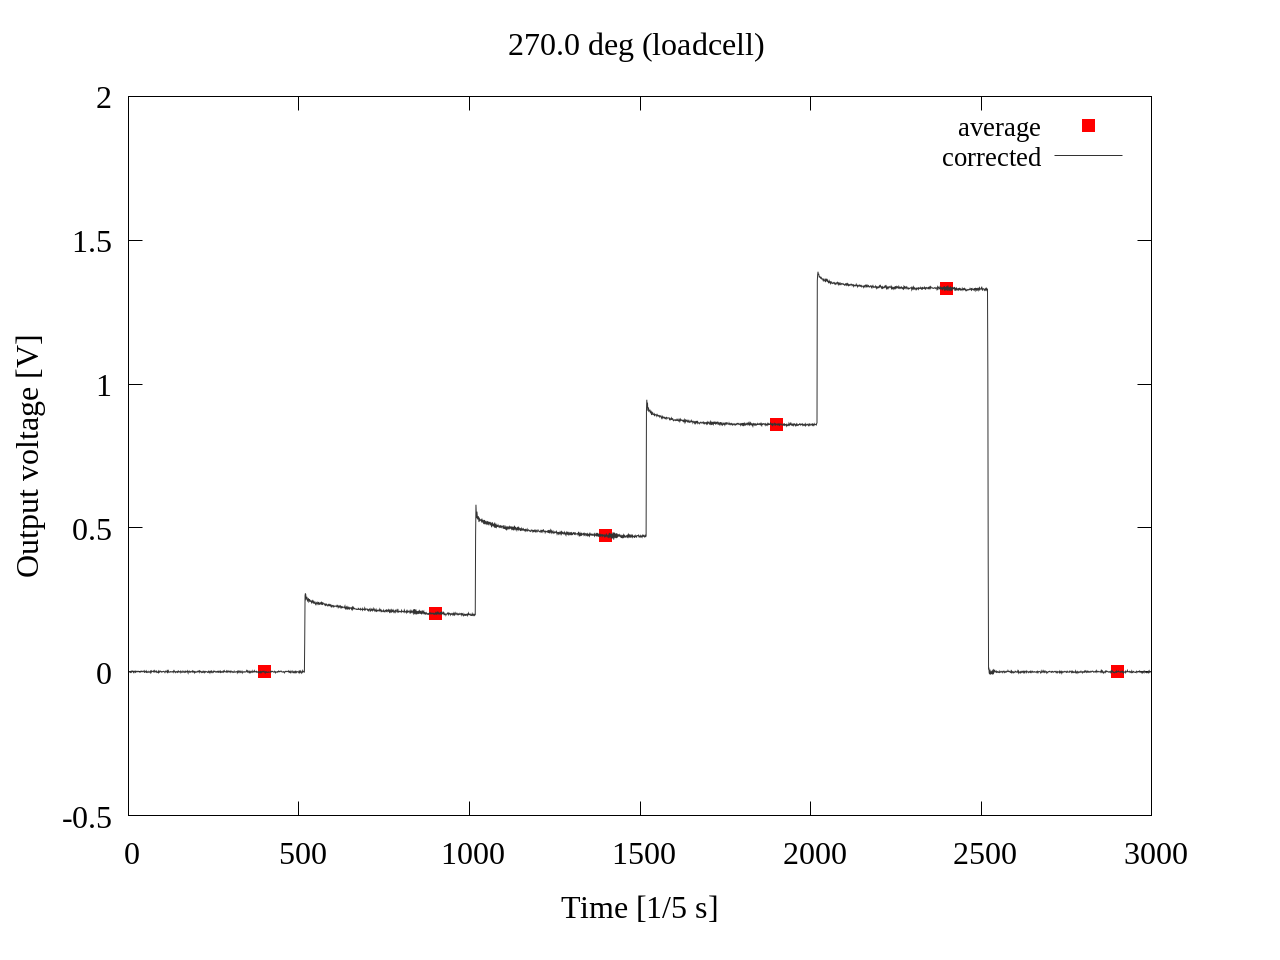 270.0 deg (loadcell)
average
corrected
2
1.5
1
0.5
0
-0.5
Output voltage [V]
0 500 1000 1500 2000 2500 3000
Time [1/5 s]